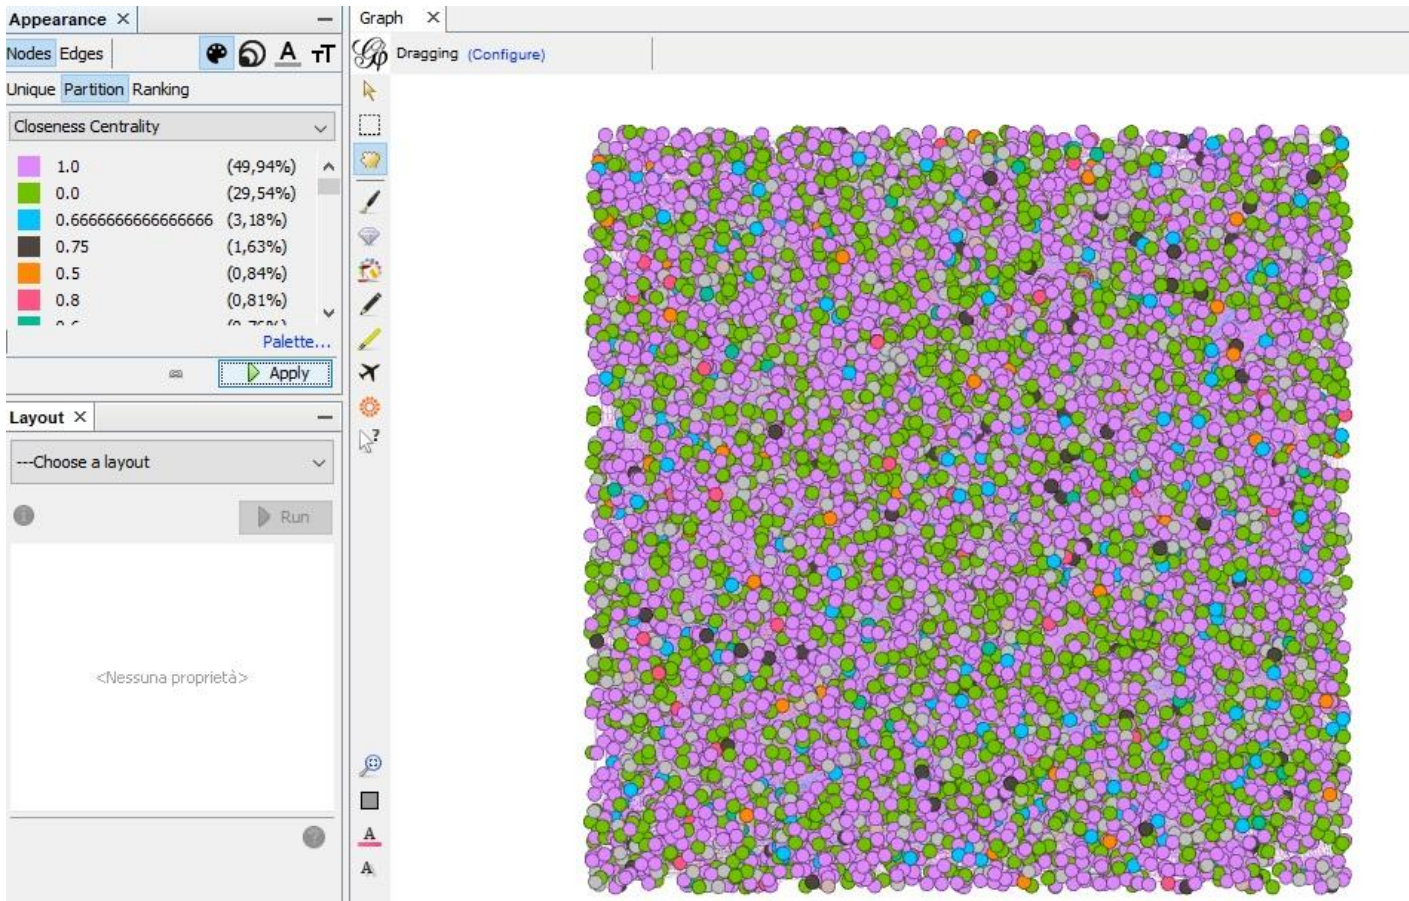 Appearance
Nodes Edges A TT
Unique Partition Ranking
Closeness Centrality
1.0 (49,94%)
0.0 (29,54%)
0.6666666666666666 (3,18%)
0.75 (1,63%)
0.5 (0,84%)
0.8 (0,81%)
Palette...
Apply
Layout
---Choose a layout
Run
<Nessuna proprietà>
Graph
Dragging (Configure)
?
A
A